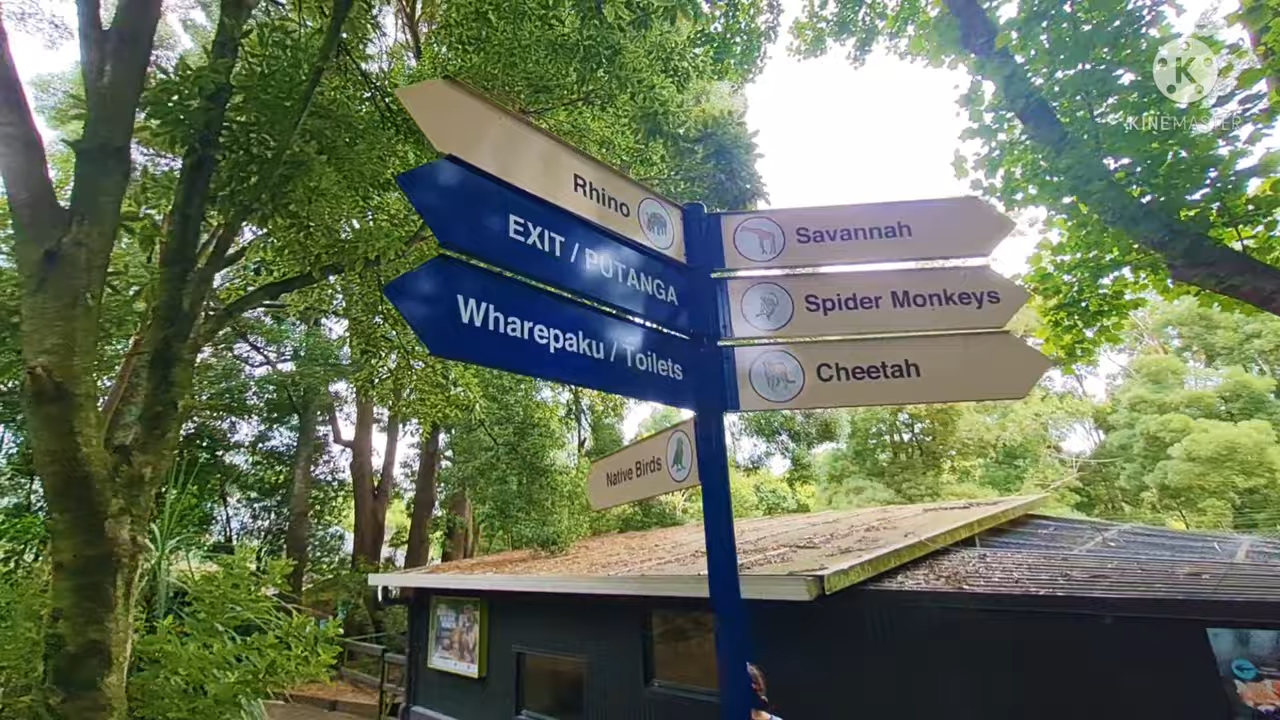 Rhino
EXIT / PUTANGA
Wharepaku / Toilets
Savannah
Spider Monkeys
Cheetah
Native Birds
K
KINEMASTER